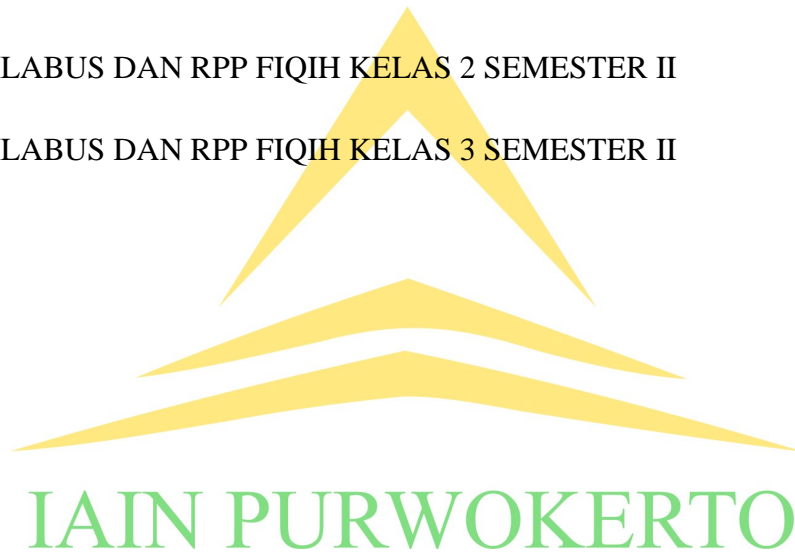 LABUS DAN RPP FIQIH KELAS 2 SEMESTER II
LABUS DAN RPP FIQIH KELAS 3 SEMESTER II
IAIN PURWOKERTO